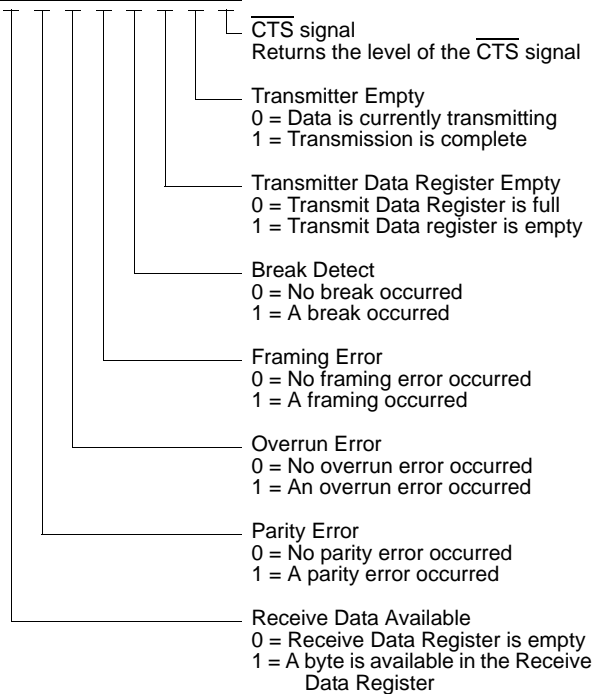 C̅T̅S̅ signal
Returns the level of the C̅T̅S̅ signal
Transmitter Empty
0 = Data is currently transmitting
1 = Transmission is complete
Transmitter Data Register Empty
0 = Transmit Data Register is full
1 = Transmit Data register is empty
Break Detect
0 = No break occurred
1 = A break occurred
Framing Error
0 = No framing error occurred
1 = A framing occurred
Overrun Error
0 = No overrun error occurred
1 = An overrun error occurred
Parity Error
0 = No parity error occurred
1 = A parity error occurred
Receive Data Available
0 = Receive Data Register is empty
1 = A byte is available in the Receive
Data Register